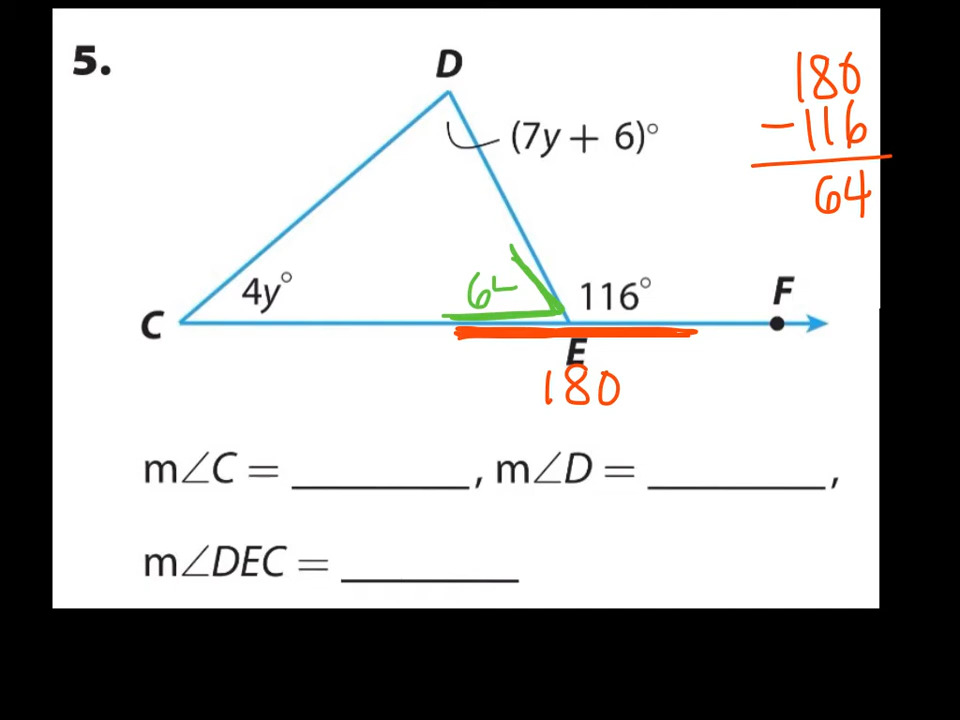 5.
D
180
(7y + 6)°
-116
64
4y°
64
116°
F
C
E
180
m∠C = ________, m∠D = ________,
m∠DEC = ________